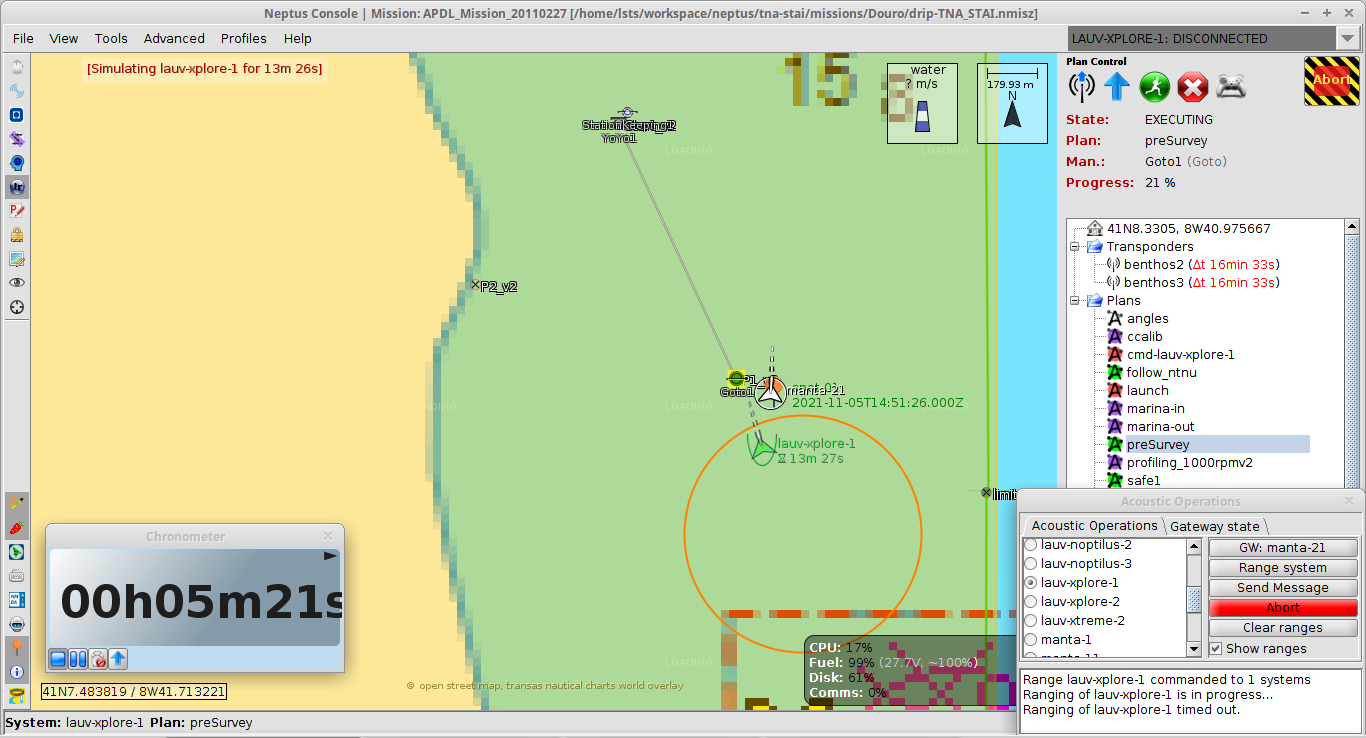 Neptus Console | Mission: APDL_Mission_20110227 [/home/lsts/workspace/neptus/tna-stai/missions/Douro/drip-TNA_STAI.nmisz]
File View Tools Advanced Profiles Help
LAUV-XPLORE-1: DISCONNECTED
[Simulating lauv-xplore-1 for 13m 26s]
15
8
water
? m/s
179.93 m
N
YoYo1
LOADING
LOADING
P2_v2
Goto1
manta-21
2021-11-05T14:51:26.000Z
LOADING
lauv-xplore-1
13m 27s
limit
LOADING
Chronometer
00h05m21s
41N7.483819 / 8W41.713221
© open street map, transas nautical charts world overlay
CPU: 17%
Fuel: 99% (27.7V, ~100%)
Disk: 61%
Comms: 0%
Plan Control
Abort
State: EXECUTING
Plan: preSurvey
Man.: Goto1 (Goto)
Progress: 21 %
41N8.3305, 8W40.975667
Transponders
benthos2 (Δt 16min 33s)
benthos3 (Δt 16min 33s)
Plans
angles
ccalib
cmd-lauv-xplore-1
follow_ntnu
launch
marina-in
marina-out
preSurvey
profiling_1000rpmv2
safe1
Acoustic Operations
Acoustic Operations Gateway state
lauv-noptilus-2
lauv-noptilus-3
lauv-xplore-1
lauv-xplore-2
lauv-xtreme-2
manta-1
GW: manta-21
Range system
Send Message
Abort
Clear ranges
Show ranges
Range lauv-xplore-1 commanded to 1 systems
Ranging of lauv-xplore-1 is in progress...
Ranging of lauv-xplore-1 timed out.
System: lauv-xplore-1 Plan: preSurvey